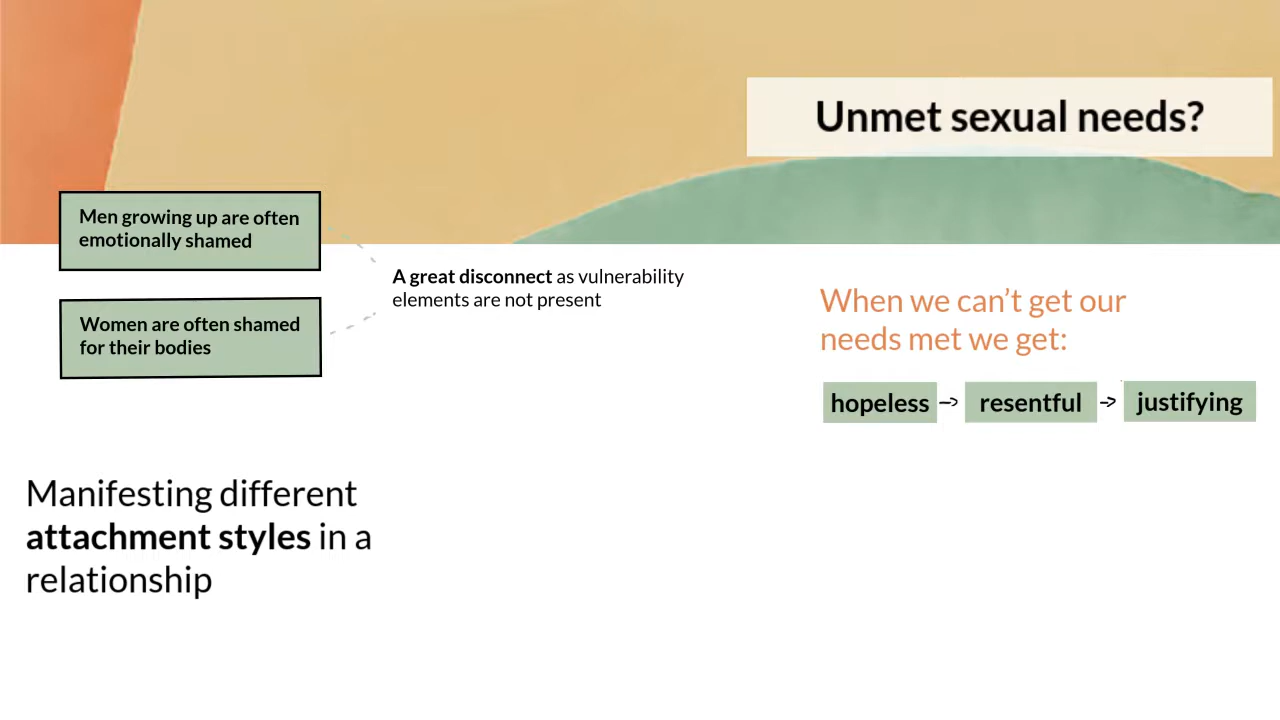 Unmet sexual needs?
Men growing up are often
emotionally shamed
Women are often shamed
for their bodies
A great disconnect as vulnerability
elements are not present
When we can’t get our
needs met we get:
hopeless -> resentful -> justifying
Manifesting different
attachment styles in a
relationship